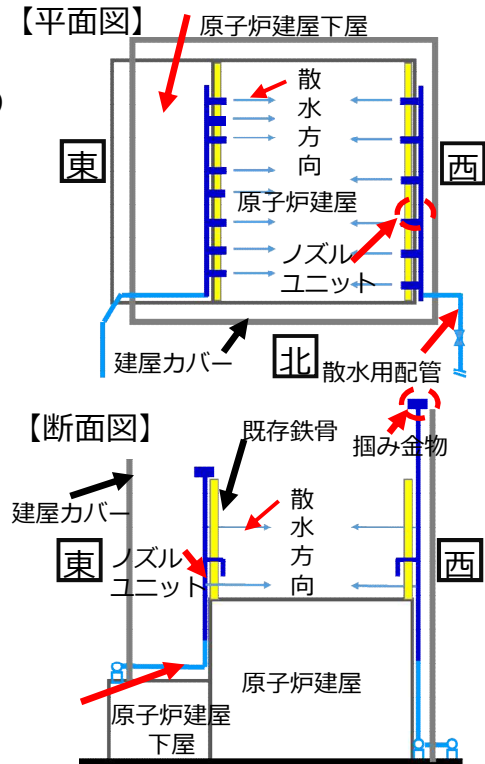 【平面図】
原子炉建屋下屋
散水方向
東
西
原子炉建屋
ノズル
ユニット
建屋カバー
北
散水用配管
【断面図】
既存鉄骨
掴み金物
建屋カバー
散水方向
東
ノズル
ユニット
西
原子炉建屋
原子炉建屋
下屋